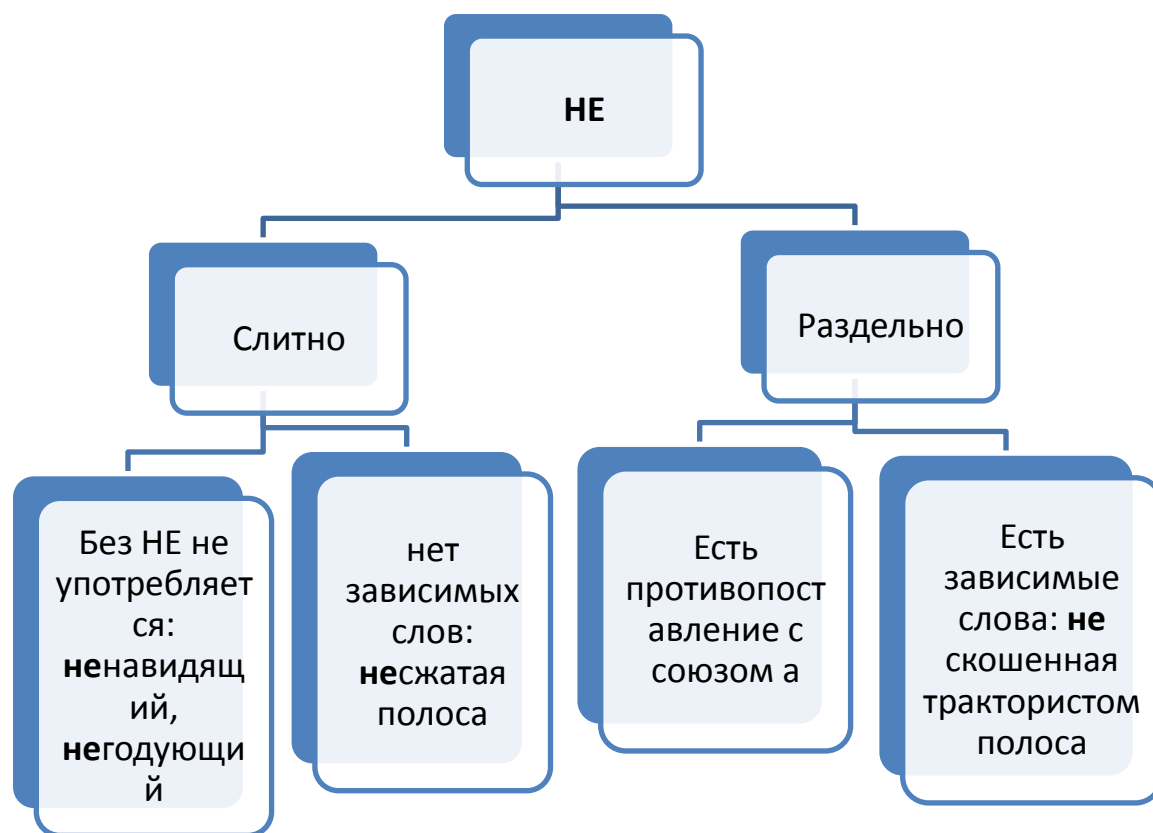 НЕ
Слитно
Раздельно
Без НЕ не
употребляет
ся:
ненавидящ
ий,
негодующи
й
нет
зависимых
слов:
несжатая
полоса
Есть
противопост
авление с
союзом а
Есть
зависимые
слова: не
скошенная
трактористом
полоса